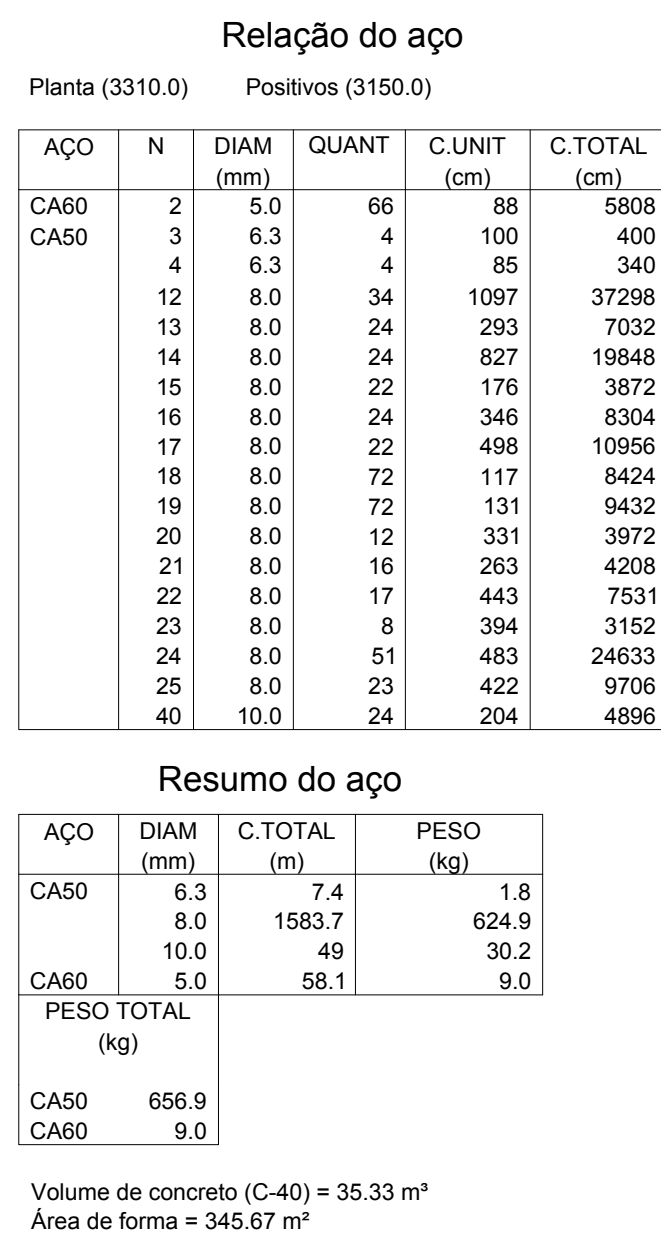 Relação do aço
Planta (3310.0) Positivos (3150.0)
AÇO N DIAM QUANT C.UNIT C.TOTAL
(mm) (cm) (cm)
CA60 2 5.0 66 88 5808
CA50 3 6.3 4 100 400
4 6.3 4 85 340
12 8.0 34 1097 37298
13 8.0 24 293 7032
14 8.0 24 827 19848
15 8.0 22 176 3872
16 8.0 24 346 8304
17 8.0 22 498 10956
18 8.0 72 117 8424
19 8.0 72 131 9432
20 8.0 12 331 3972
21 8.0 16 263 4208
22 8.0 17 443 7531
23 8.0 8 394 3152
24 8.0 51 483 24633
25 8.0 23 422 9706
40 10.0 24 204 4896
Resumo do aço
AÇO DIAM C.TOTAL PESO
(mm) (m) (kg)
CA50 6.3 7.4 1.8
8.0 1583.7 624.9
10.0 49 30.2
CA60 5.0 58.1 9.0
PESO TOTAL
(kg)
CA50 656.9
CA60 9.0
Volume de concreto (C-40) = 35.33 m³
Área de forma = 345.67 m²